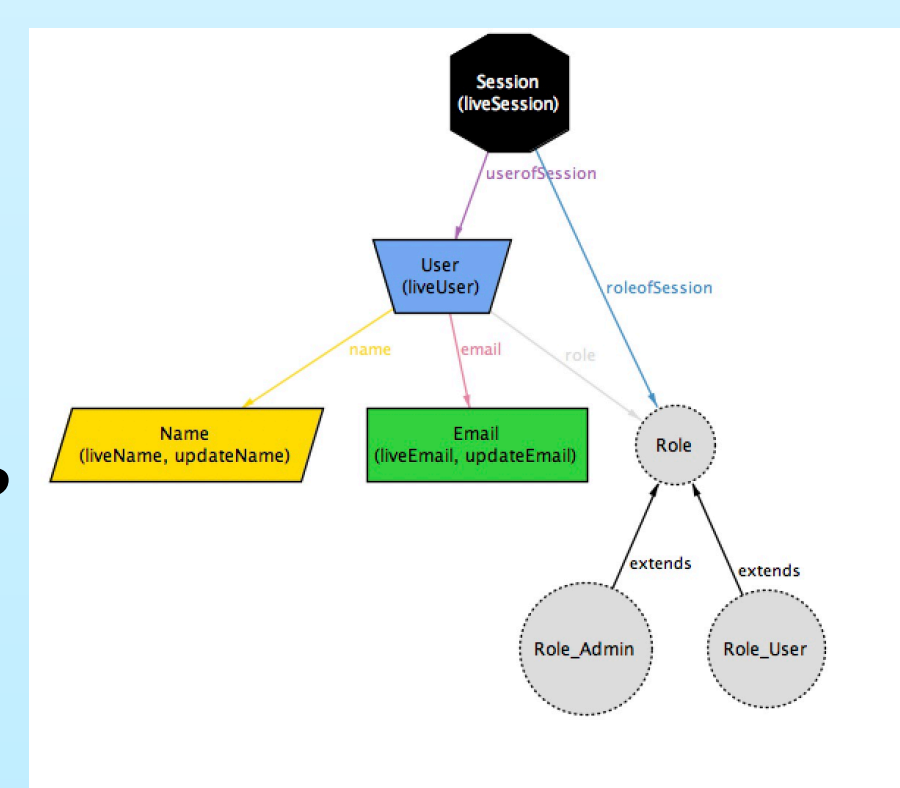 Session
(liveSession)
userofSession
User
(liveUser)
roleofSession
name
email
role
Name
(liveName, updateName)
Email
(liveEmail, updateEmail)
Role
extends
extends
Role_Admin
Role_User